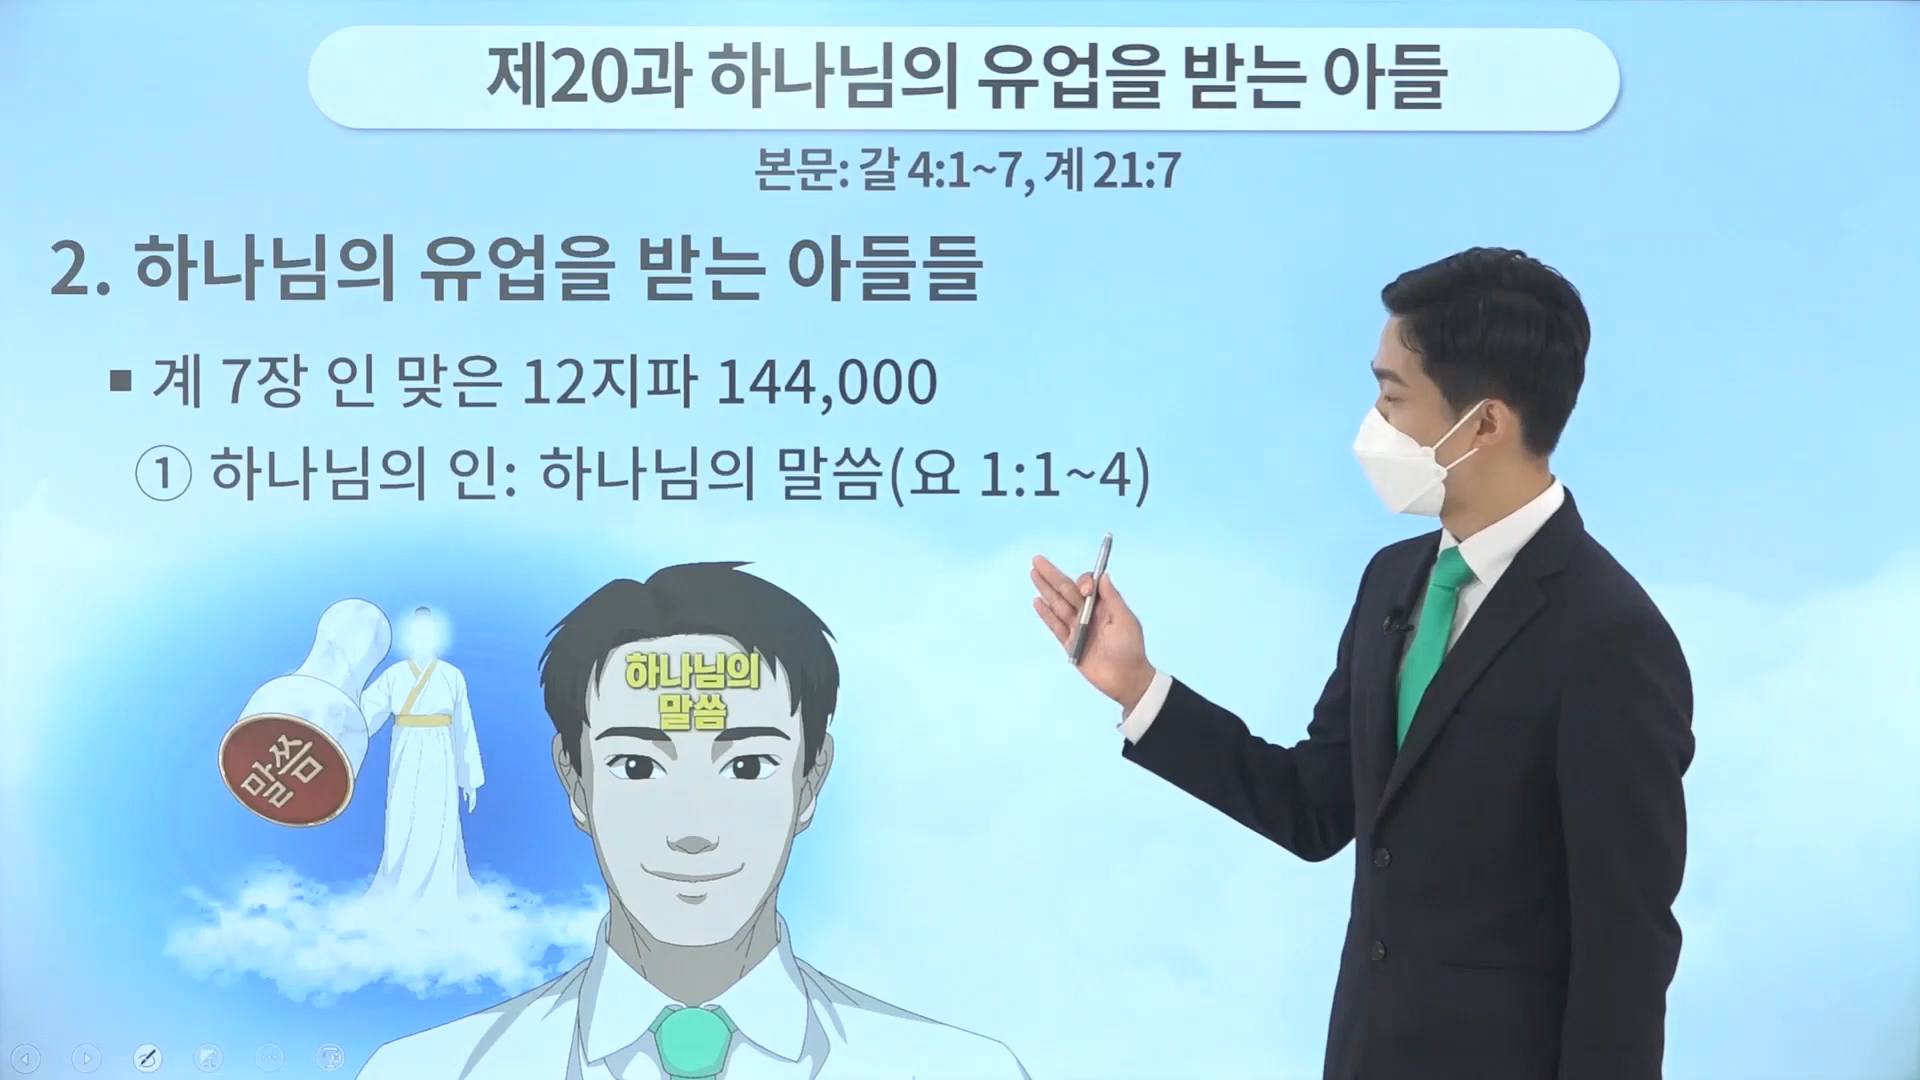 제20과 하나님의 유업을 받는 아들
본문: 갈 4:1~7, 계 21:7
2. 하나님의 유업을 받는 아들들
▪ 계 7장 인 맞은 12지파 144,000
① 하나님의 인: 하나님의 말씀(요 1:1~4)
하나님의
말씀
말씀